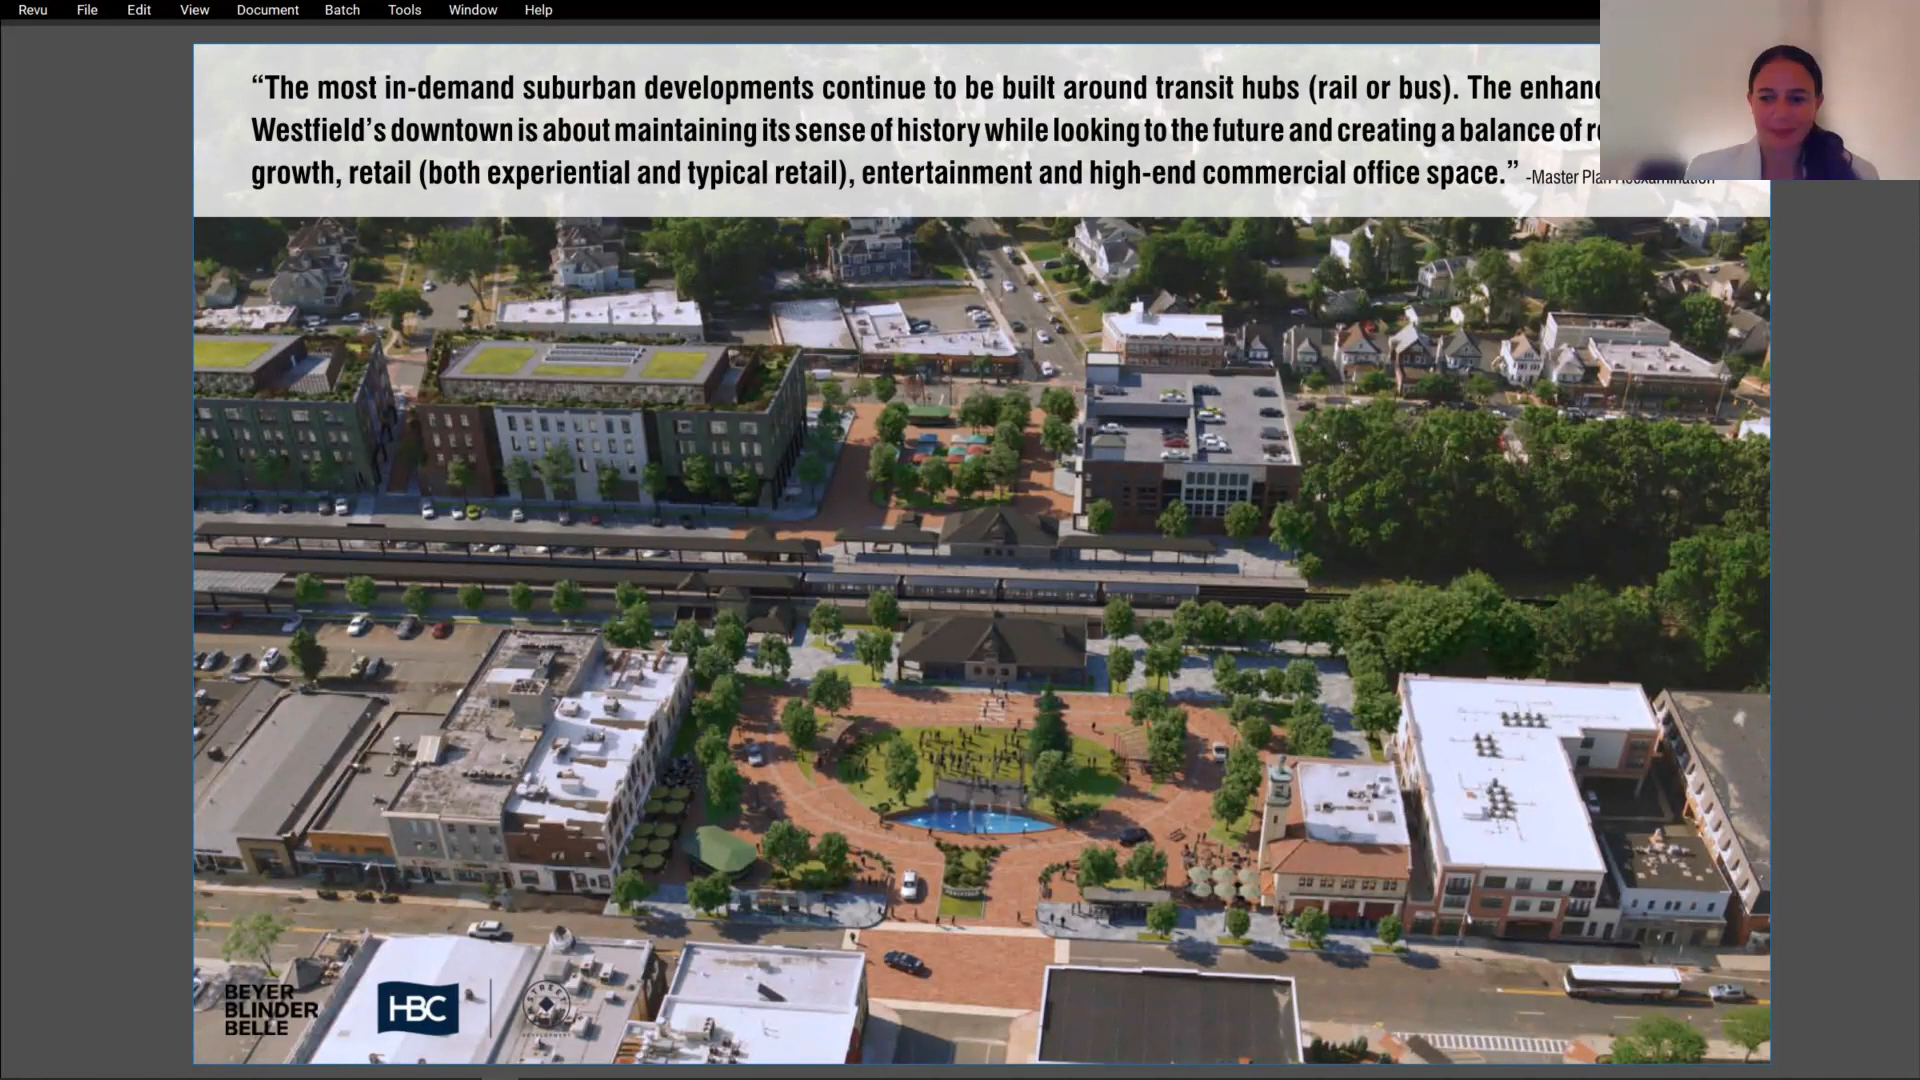 Revu File Edit View Document Batch Tools Window Help
“The most in-demand suburban developments continue to be built around transit hubs (rail or bus). The
Westfield’s downtown is about maintaining its sense of history while looking to the future and creating a balance of
growth, retail (both experiential and typical retail), entertainment and high-end commercial office space.” -Master Plan
BEYER
BLINDER
BELLE
HBC
STREET
DEVELOPMENT